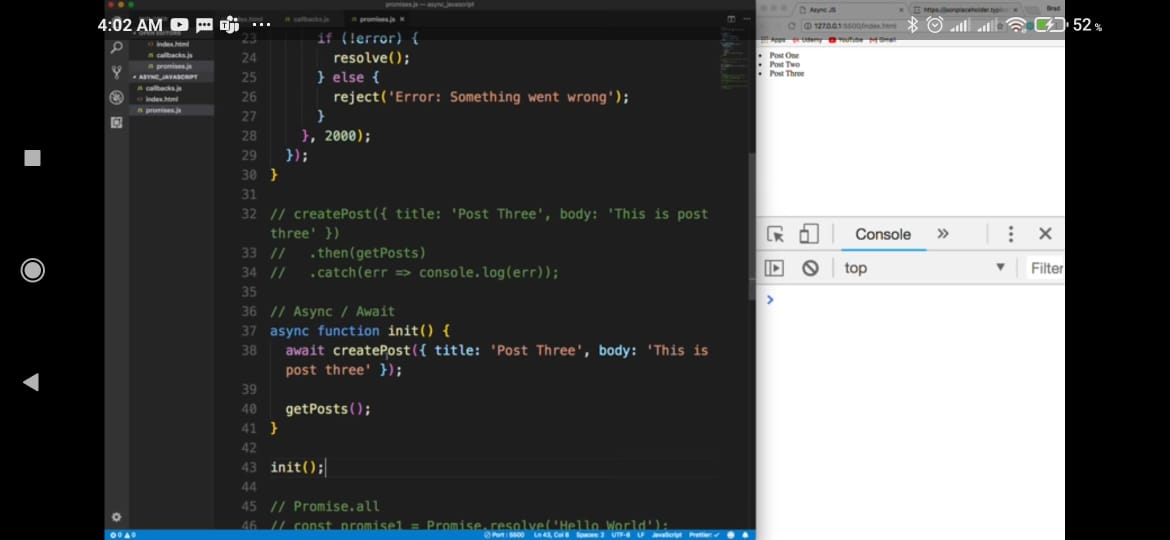 4:02 AM
52 %
promises.js — async_javascript
callbacks.js
promises.js
Async JS
Brad
127.0.0.1:5500/index.html
Apps
Udemy
YouTube
Gmail
OPEN EDITORS
index.html
callbacks.js
promises.js
ASYNC_JAVASCRIPT
callbacks.js
index.html
promises.js
23 if (!error) {
24 resolve();
25 } else {
26 reject('Error: Something went wrong');
27 }
28 }, 2000);
29 });
30 }
31
32 // createPost({ title: 'Post Three', body: 'This is post
three' })
33 // .then(getPosts)
34 // .catch(err => console.log(err));
35
36 // Async / Await
37 async function init() {
38 await createPost({ title: 'Post Three', body: 'This is
post three' });
39
40 getPosts();
41 }
42
43 init();
44
45 // Promise.all
46 // const promise1 = Promise.resolve('Hello World');
Post One
Post Two
Post Three
Console
top
Filter
0 0
Port : 5500
Ln 43, Col 8
Spaces: 2
UTF-8
LF
JavaScript
Prettier: ✓